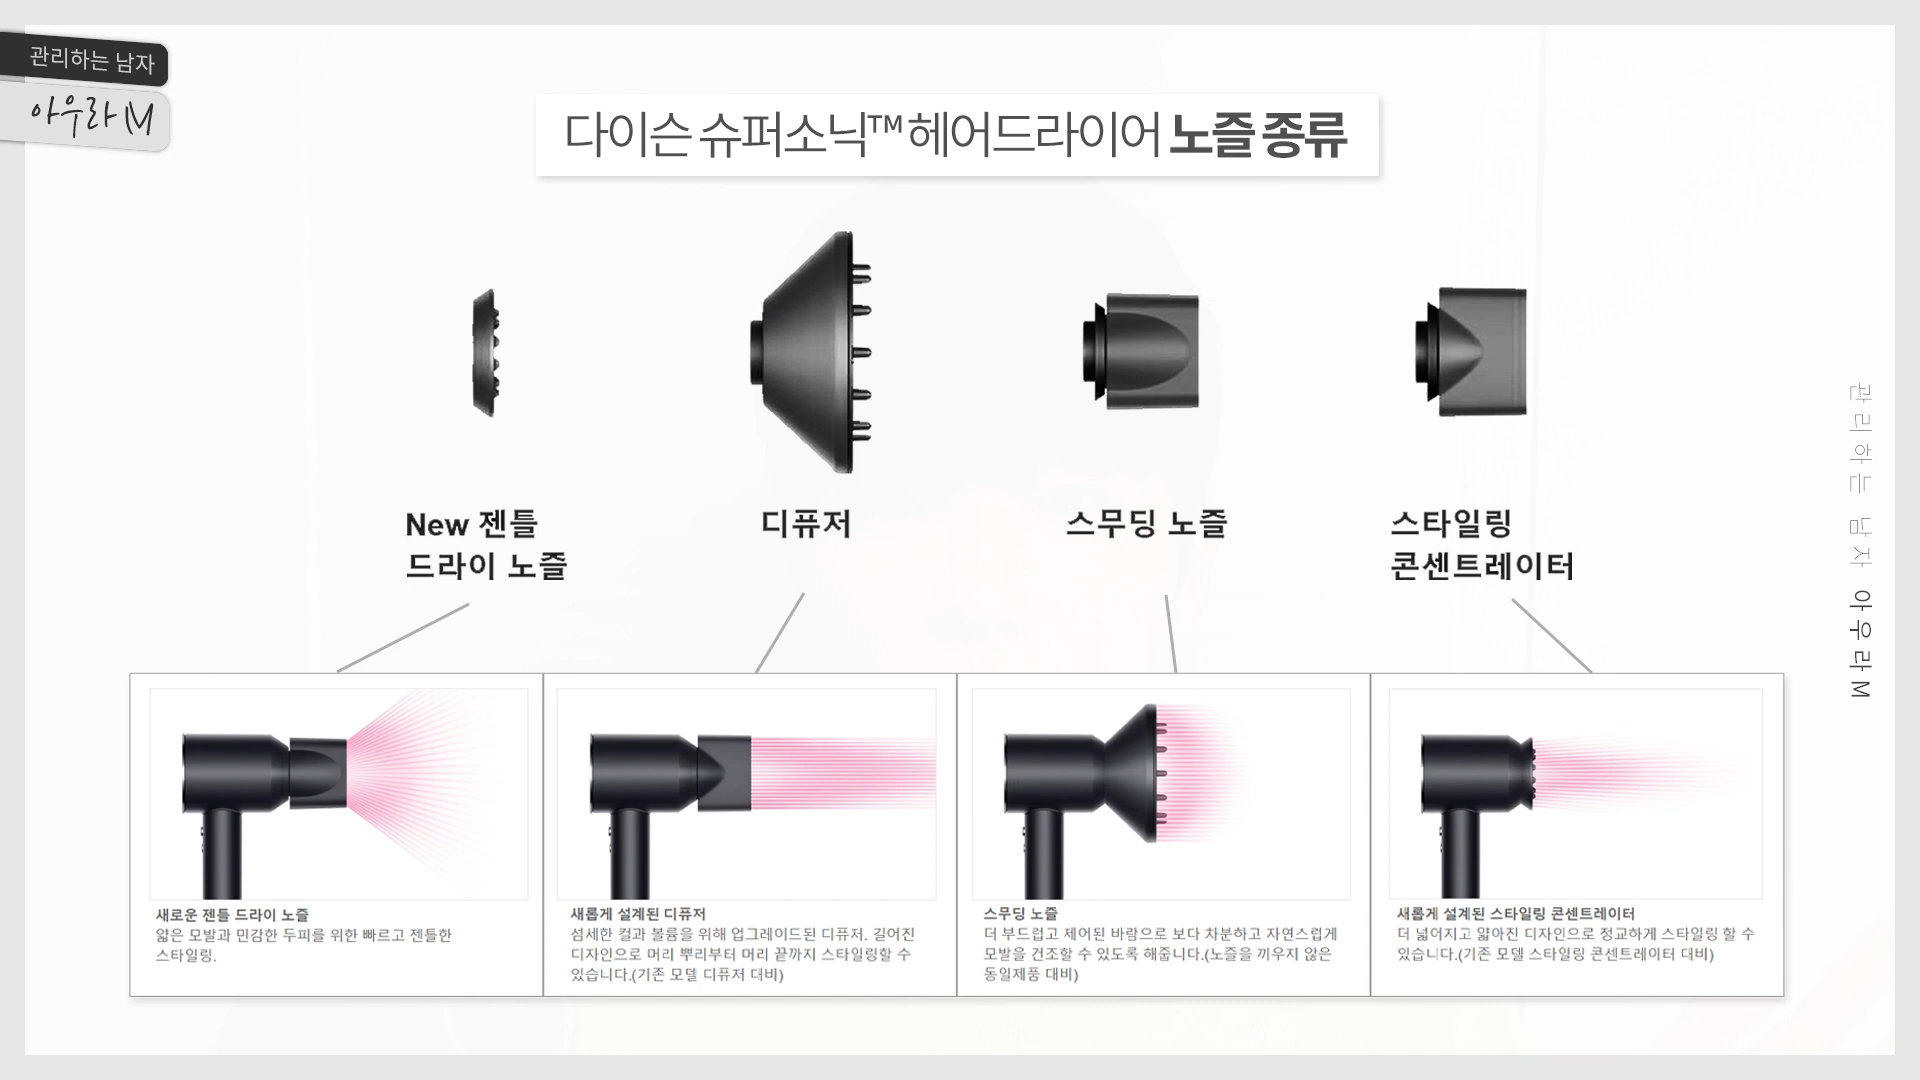 관리하는 남자
아우라 M
다이슨 슈퍼소닉™ 헤어드라이어 노즐 종류
New 젠틀
드라이 노즐
디퓨저
스무딩 노즐
스타일링
콘센트레이터
새로운 젠틀 드라이 노즐
얇은 모발과 민감한 두피를 위한 빠르고 젠틀한
스타일링.
새롭게 설계된 디퓨저
섬세한 컬과 볼륨을 위해 업그레이드된 디퓨저. 길어진
디자인으로 머리 뿌리부터 머리 끝까지 스타일링할 수
있습니다.(기존 모델 디퓨저 대비)
스무딩 노즐
더 부드럽고 제어된 바람으로 보다 차분하고 자연스럽게
모발을 건조할 수 있도록 해줍니다.(노즐을 끼우지 않은
동일제품 대비)
새롭게 설계된 스타일링 콘센트레이터
더 넓어지고 얇아진 디자인으로 정교하게 스타일링 할 수
있습니다.(기존 모델 스타일링 콘센트레이터 대비)
관리하는 남자 아우라M